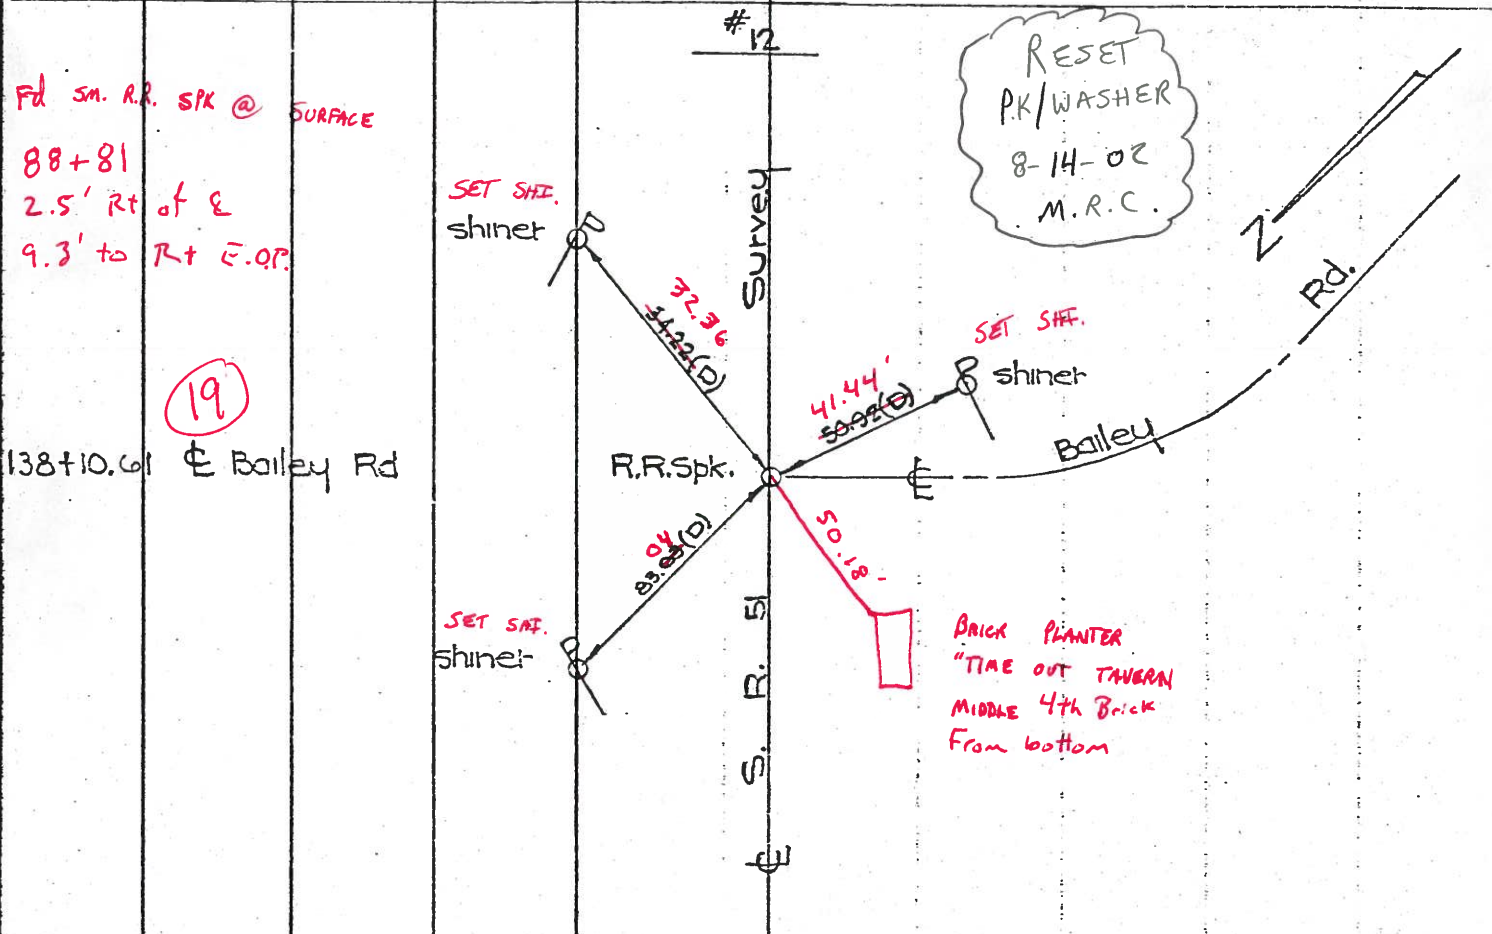 # 12
RESET
P.K/WASHER
8-14-02
M.R.C.
Fd SM. R.R. SPK @ SURFACE
88+81
2.5' Rt of ℄
9.3' to Rt E.O.P.
SET SHI.
shiner
Survey
N
Rd.
32.36
34.22(D)
SET SHI.
shiner
41.44'
50.92(D)
19
138+10.61 ℄ Bailey Rd
R.R.Spk.
℄
Bailey
04
83.03(D)
50.18'
SET SHI.
shiner
S. R. 51
BRICK PLANTER
"TIME OUT TAVERN
MIDDLE 4th Brick
From bottom
℄